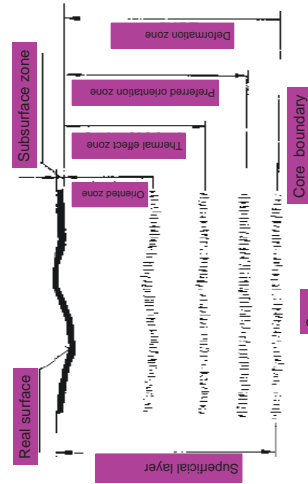 Deformation zone
Preferred orientation zone
Thermal effect zone
Oriented zone
Subsurface zone
Core boundary
Real surface
Superficial layer